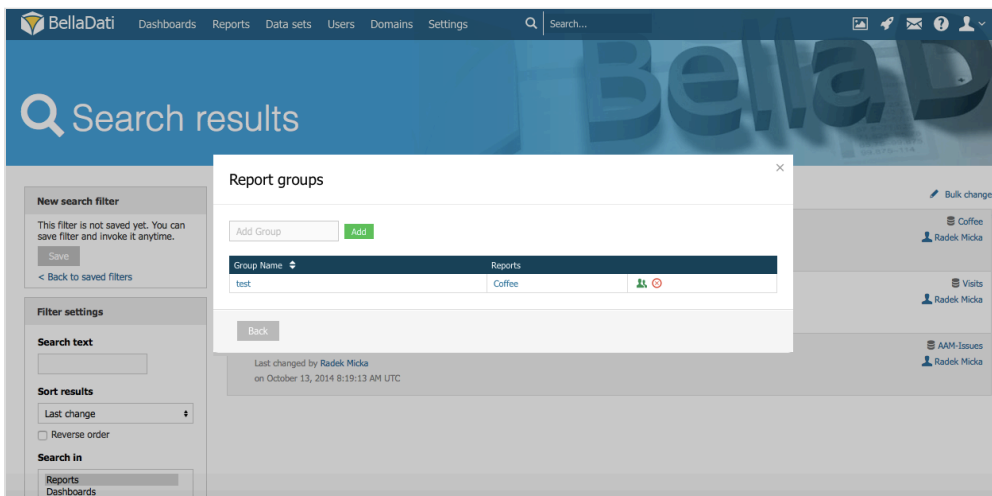 BellaDati Dashboards Reports Data sets Users Domains Settings Search...
Search results
BellaD
Report groups
×
Add Group Add
Group Name Reports
test Coffee
Back
New search filter
This filter is not saved yet. You can
save filter and invoke it anytime.
Save
< Back to saved filters
Filter settings
Search text
Sort results
Last change
Reverse order
Search in
Reports
Dashboards
Bulk change
Coffee
Radek Micka
Visits
Radek Micka
AAM-Issues
Radek Micka
Last changed by Radek Micka
on October 13, 2014 8:19:13 AM UTC